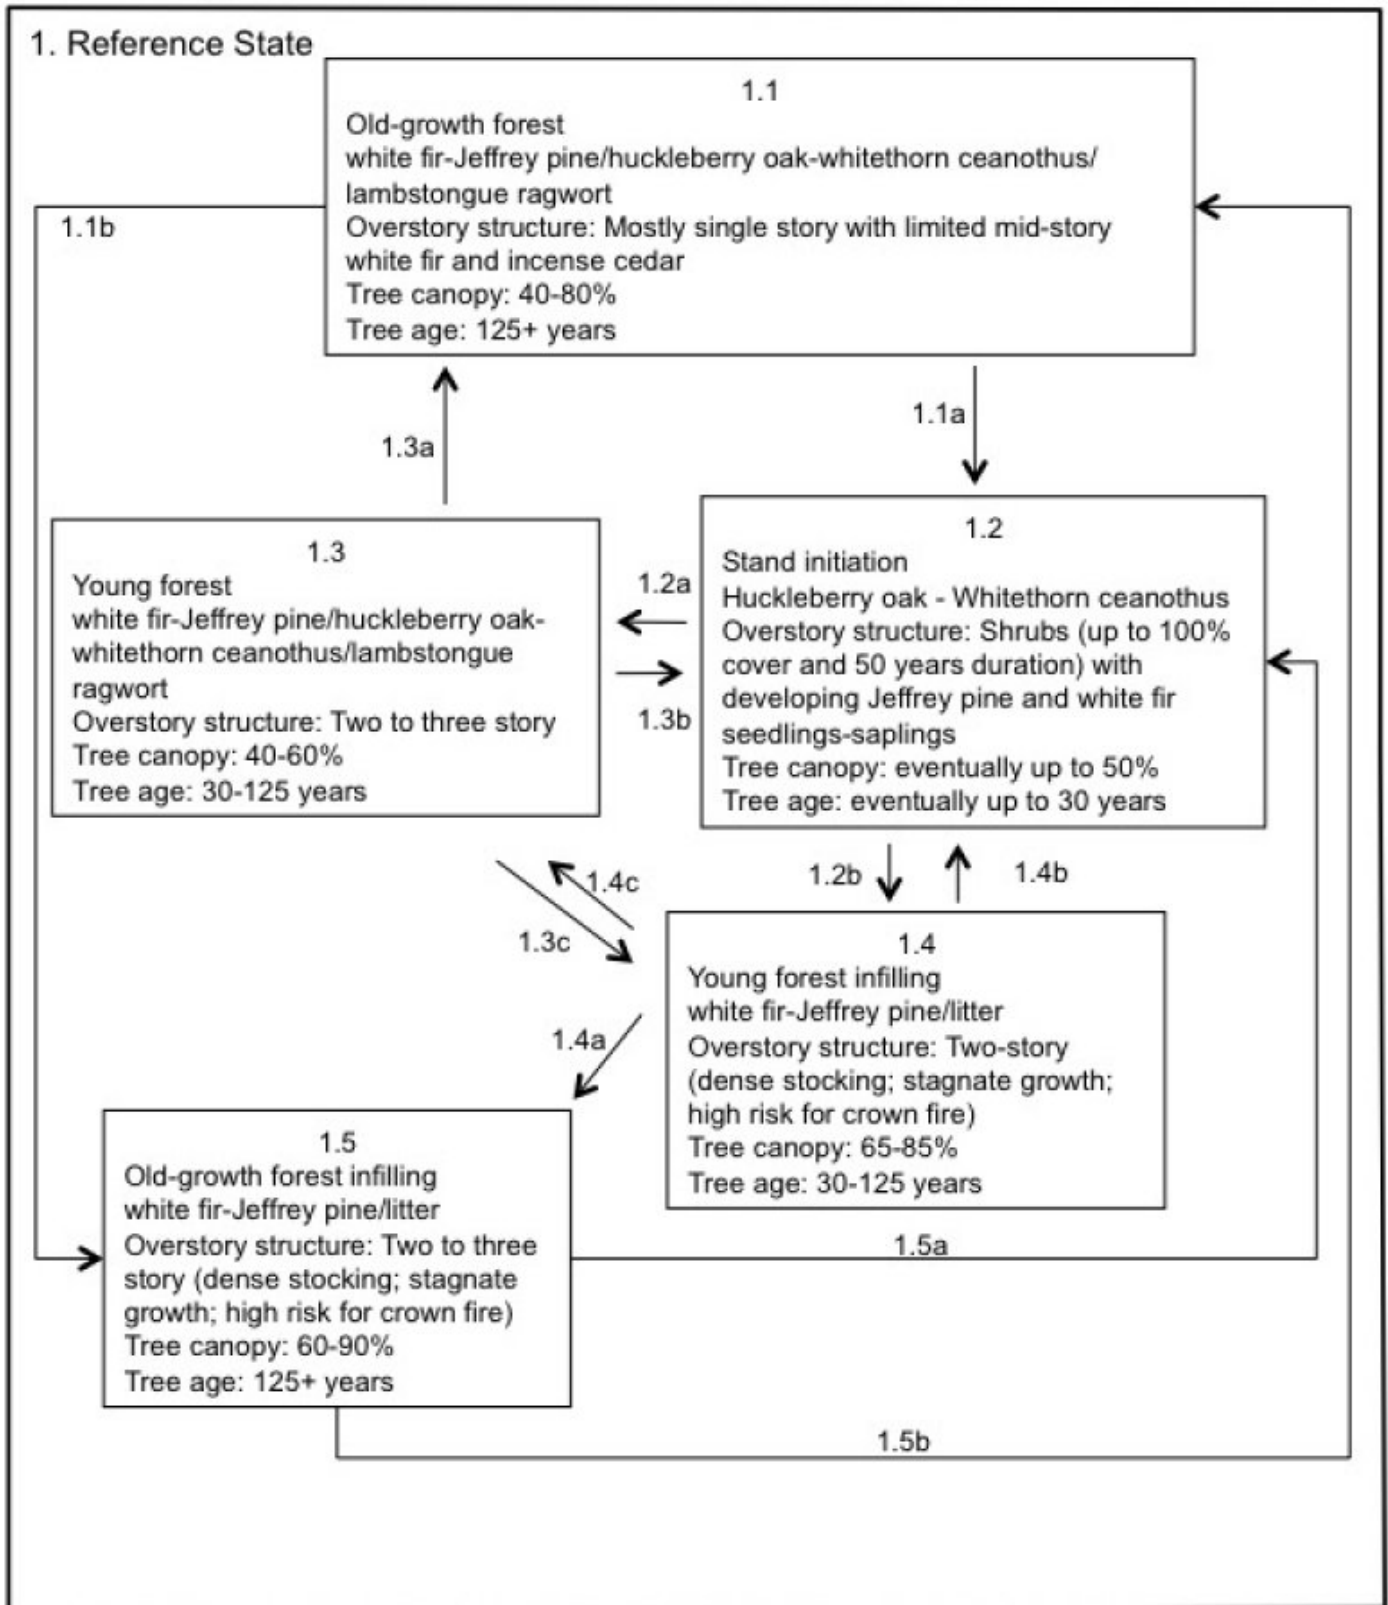 1. Reference State
1.1
Old-growth forest
white fir-Jeffrey pine/huckleberry oak-whitethorn ceanothus/
lambstongue ragwort
Overstory structure: Mostly single story with limited mid-story
white fir and incense cedar
Tree canopy: 40-80%
Tree age: 125+ years
1.1b
1.1a
1.3a
1.3
Young forest
white fir-Jeffrey pine/huckleberry oak-
whitethorn ceanothus/lambstongue
ragwort
Overstory structure: Two to three story
Tree canopy: 40-60%
Tree age: 30-125 years
1.2a
1.3b
1.2
Stand initiation
Huckleberry oak - Whitethorn ceanothus
Overstory structure: Shrubs (up to 100%
cover and 50 years duration) with
developing Jeffrey pine and white fir
seedlings-saplings
Tree canopy: eventually up to 50%
Tree age: eventually up to 30 years
1.4c
1.3c
1.2b
1.4b
1.4a
1.4
Young forest infilling
white fir-Jeffrey pine/litter
Overstory structure: Two-story
(dense stocking; stagnate growth;
high risk for crown fire)
Tree canopy: 65-85%
Tree age: 30-125 years
1.5
Old-growth forest infilling
white fir-Jeffrey pine/litter
Overstory structure: Two to three
story (dense stocking; stagnate
growth; high risk for crown fire)
Tree canopy: 60-90%
Tree age: 125+ years
1.5a
1.5b